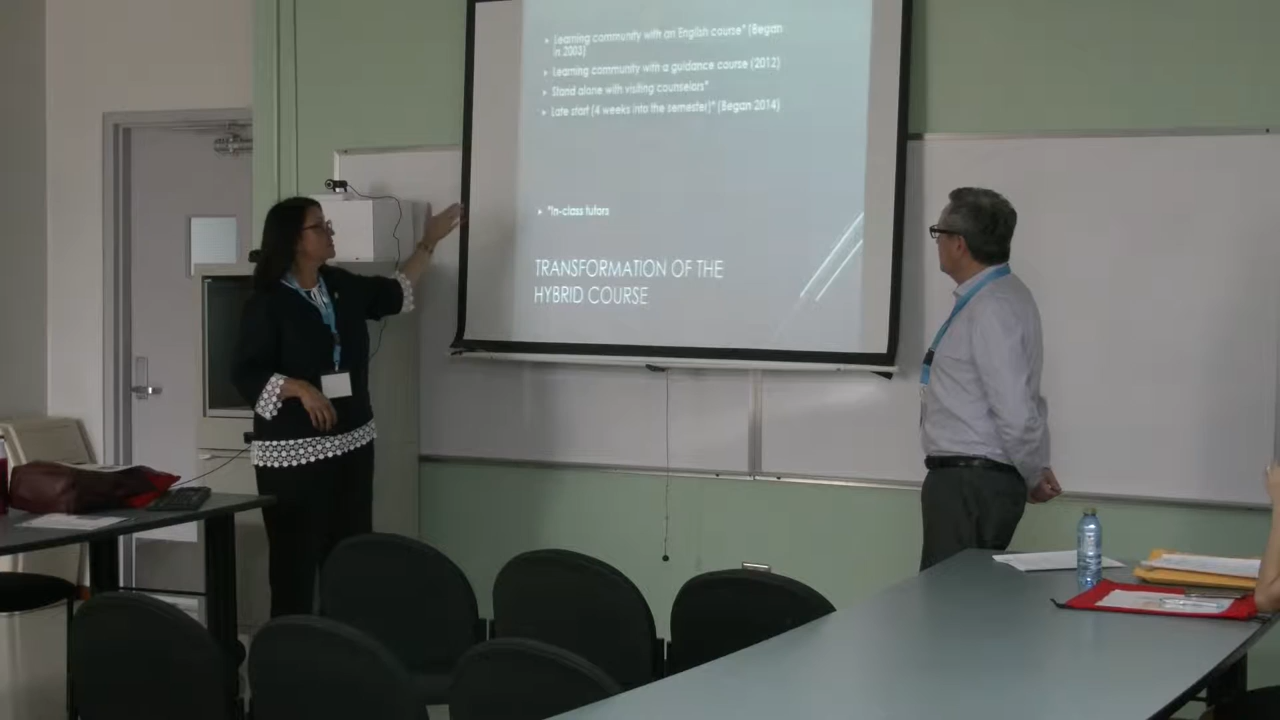 Learning community with an English course* (Began
in 2003)
Learning community with a guidance course (2012)
Stand alone with visiting counselors*
Late start (4 weeks into the semester)* (Began 2014)
*In-class tutors
TRANSFORMATION OF THE
HYBRID COURSE